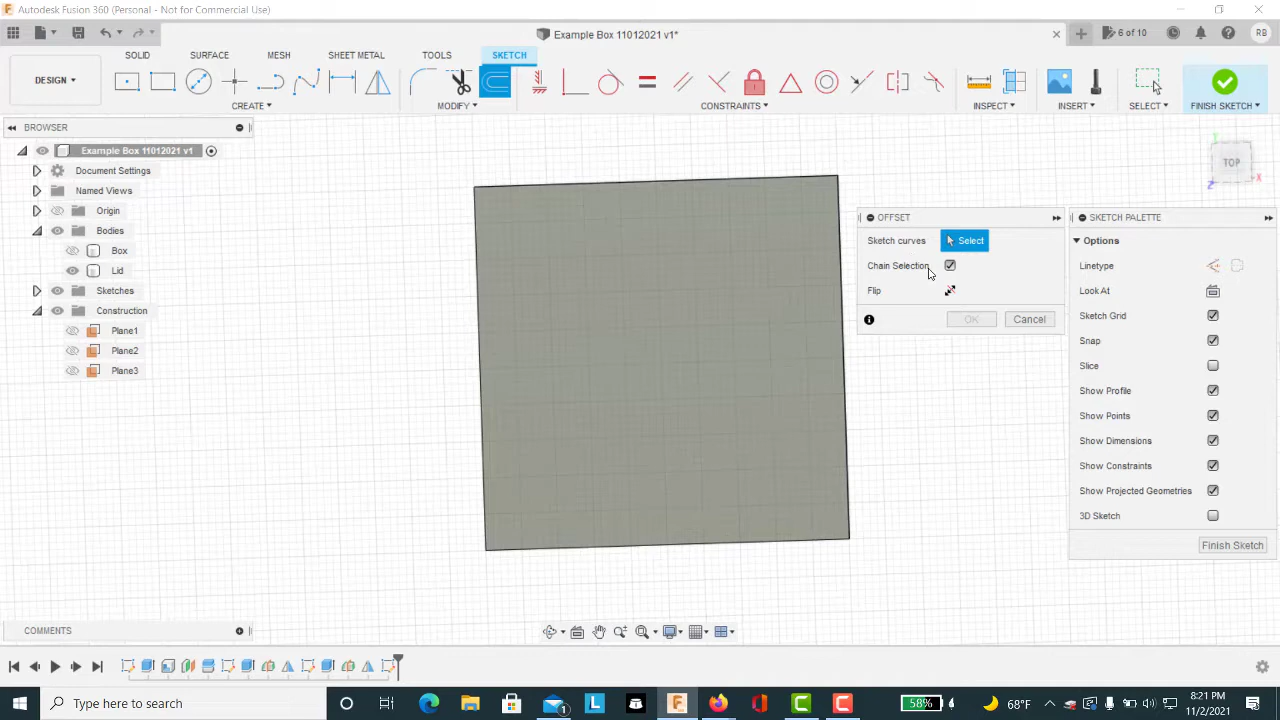 Autodesk Fusion 360 (Personal - Not for Commercial Use)
Example Box 11012021 v1*
6 of 10
RB
SOLID SURFACE MESH SHEET METAL TOOLS SKETCH
DESIGN
CREATE MODIFY CONSTRAINTS INSPECT INSERT SELECT FINISH SKETCH
BROWSER
Example Box 11012021 v1
Document Settings
Named Views
Origin
Bodies
Box
Lid
Sketches
Construction
Plane1
Plane2
Plane3
TOP
X
Y
Z
OFFSET
Sketch curves Select
Chain Selection
Flip
OK Cancel
SKETCH PALETTE
Options
Linetype
Look At
Sketch Grid
Snap
Slice
Show Profile
Show Points
Show Dimensions
Show Constraints
Show Projected Geometries
3D Sketch
Finish Sketch
COMMENTS
Type here to search
1
L
F
58%
68°F
8:21 PM
11/2/2021